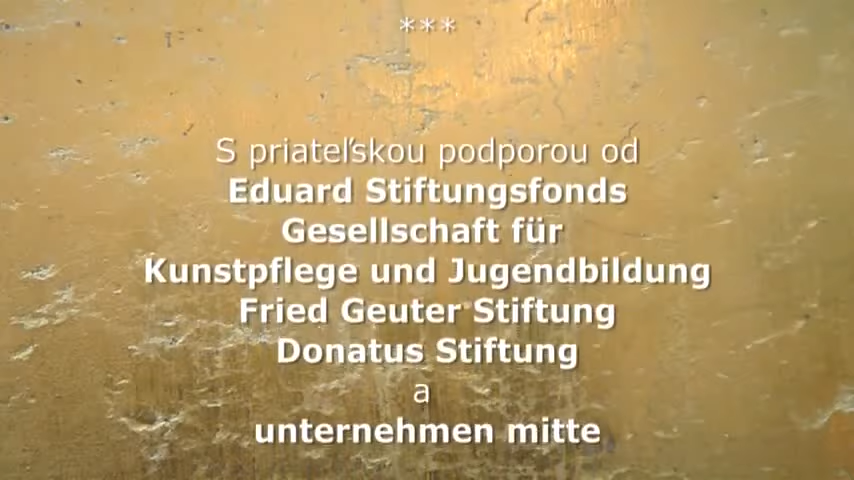 ***
S priateľskou podporou od
Eduard Stiftungsfonds
Gesellschaft für
Kunstpflege und Jugendbildung
Fried Geuter Stiftung
Donatus Stiftung
a
unternehmen mitte